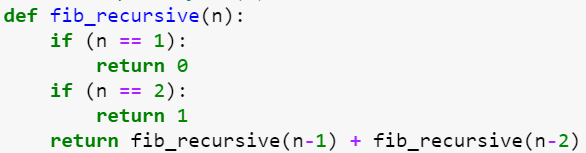 def fib_recursive(n):
    if (n == 1):
        return 0
    if (n == 2):
        return 1
    return fib_recursive(n-1) + fib_recursive(n-2)